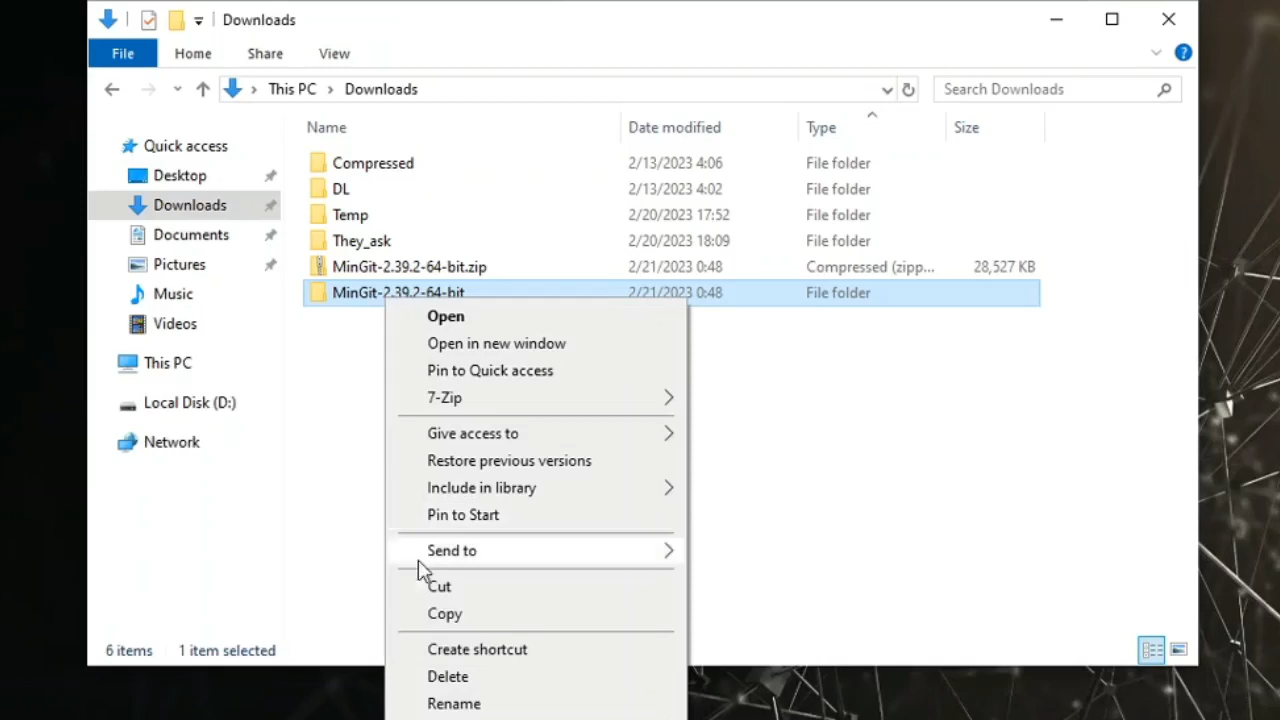 Downloads
File Home Share View
This PC Downloads
Search Downloads
Name Date modified Type Size
Quick access
Desktop
Downloads
Documents
Pictures
Music
Videos
This PC
Local Disk (D:)
Network
Compressed 2/13/2023 4:06 File folder
DL 2/13/2023 4:02 File folder
Temp 2/20/2023 17:52 File folder
They_ask 2/20/2023 18:09 File folder
MinGit-2.39.2-64-bit.zip 2/21/2023 0:48 Compressed (zipp... 28,527 KB
MinGit-2.39.2-64-bit 2/21/2023 0:48 File folder
Open
Open in new window
Pin to Quick access
7-Zip
Give access to
Restore previous versions
Include in library
Pin to Start
Send to
Cut
Copy
Create shortcut
Delete
Rename
6 items 1 item selected